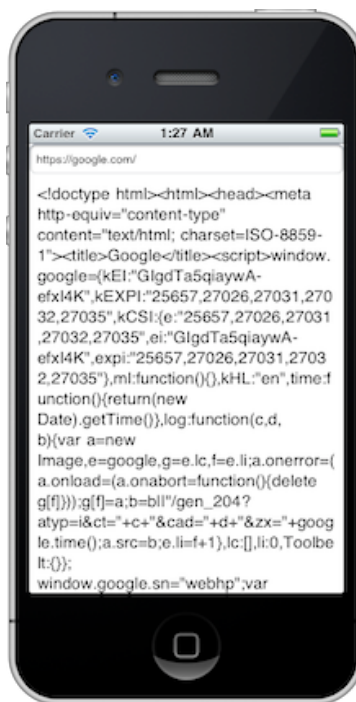 Carrier 1:27 AM
https://google.com/
<!doctype html><html><head><meta
http-equiv="content-type"
content="text/html; charset=ISO-8859-
1"><title>Google</title><script>window.
google={kEI:"GIgdTa5qiaywA-
efxI4K",kEXPI:"25657,27026,27031,270
32,27035",kCSI:{e:"25657,27026,27031
,27032,27035",ei:"GIgdTa5qiaywA-
efxI4K",expi:"25657,27026,27031,2703
2,27035"},ml:function(){},kHL:"en",time:f
unction(){return(new
Date).getTime()},log:function(c,d,
b){var a=new
Image,e=google,g=e.lc,f=e.li;a.onerror=(
a.onload=(a.onabort=function(){delete
g[f]}));g[f]=a;b=b||"/gen_204?
atyp=i&ct="+c+"&cad="+d+"&zx="+goog
le.time();a.src=b;e.li=f+1},lc:[],li:0,Toolbe
lt:{}};
window.google.sn="webhp";var